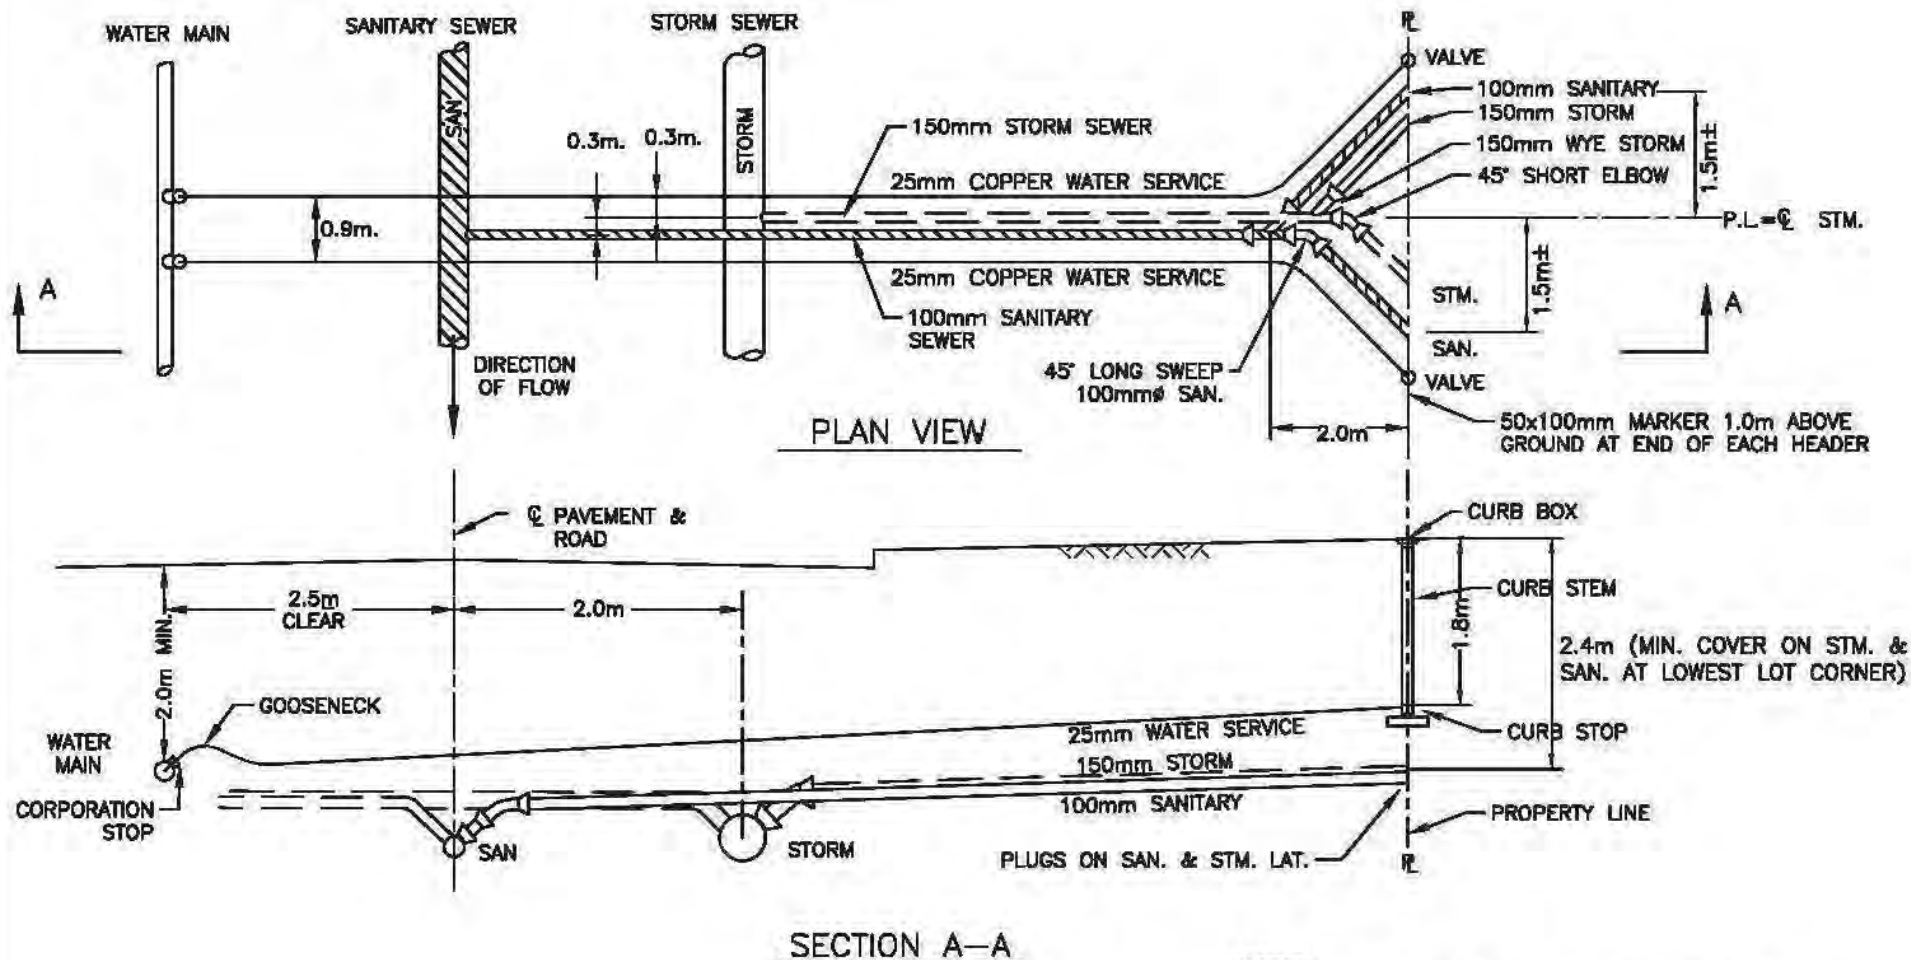 WATER MAIN
SANITARY SEWER
STORM SEWER
℄
VALVE
100mm SANITARY
150mm STORM
150mm WYE STORM
45° SHORT ELBOW
SAN
STORM
0.3m.
0.3m.
150mm STORM SEWER
25mm COPPER WATER SERVICE
1.5m±
P.L.=℄ STM.
0.9m.
25mm COPPER WATER SERVICE
1.5m±
STM.
A
A
100mm SANITARY
SEWER
SAN.
DIRECTION
OF FLOW
45° LONG SWEEP
100mmø SAN.
VALVE
PLAN VIEW
2.0m
50x100mm MARKER 1.0m ABOVE
GROUND AT END OF EACH HEADER
℄ PAVEMENT &
ROAD
CURB BOX
2.5m
CLEAR
2.0m
2.0m MIN.
CURB STEM
1.8m
2.4m (MIN. COVER ON STM. &
SAN. AT LOWEST LOT CORNER)
GOOSENECK
WATER
MAIN
25mm WATER SERVICE
CURB STOP
150mm STORM
100mm SANITARY
CORPORATION
STOP
PROPERTY LINE
SAN
STORM
PLUGS ON SAN. & STM. LAT.
℄
SECTION A-A